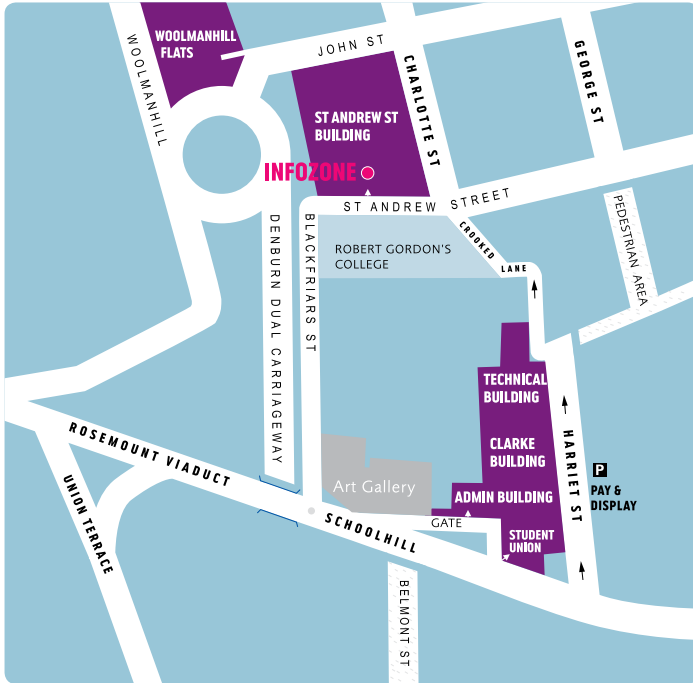 WOOLMANHILL
FLATS
JOHN ST
WOOLMANHILL
CHARLOTTE ST
GEORGE ST
ST ANDREW ST
BUILDING
INFOZONE
ST ANDREW STREET
PEDESTRIAN AREA
DENBURN DUAL CARRIAGEWAY
BLACKFRIARS ST
ROBERT GORDON'S
COLLEGE
CROOKED LANE
TECHNICAL
BUILDING
CLARKE
BUILDING
HARRIET ST
P
PAY &
DISPLAY
ROSEMOUNT VIADUCT
UNION TERRACE
Art Gallery
ADMIN BUILDING
GATE
SCHOOLHILL
STUDENT
UNION
BELMONT ST